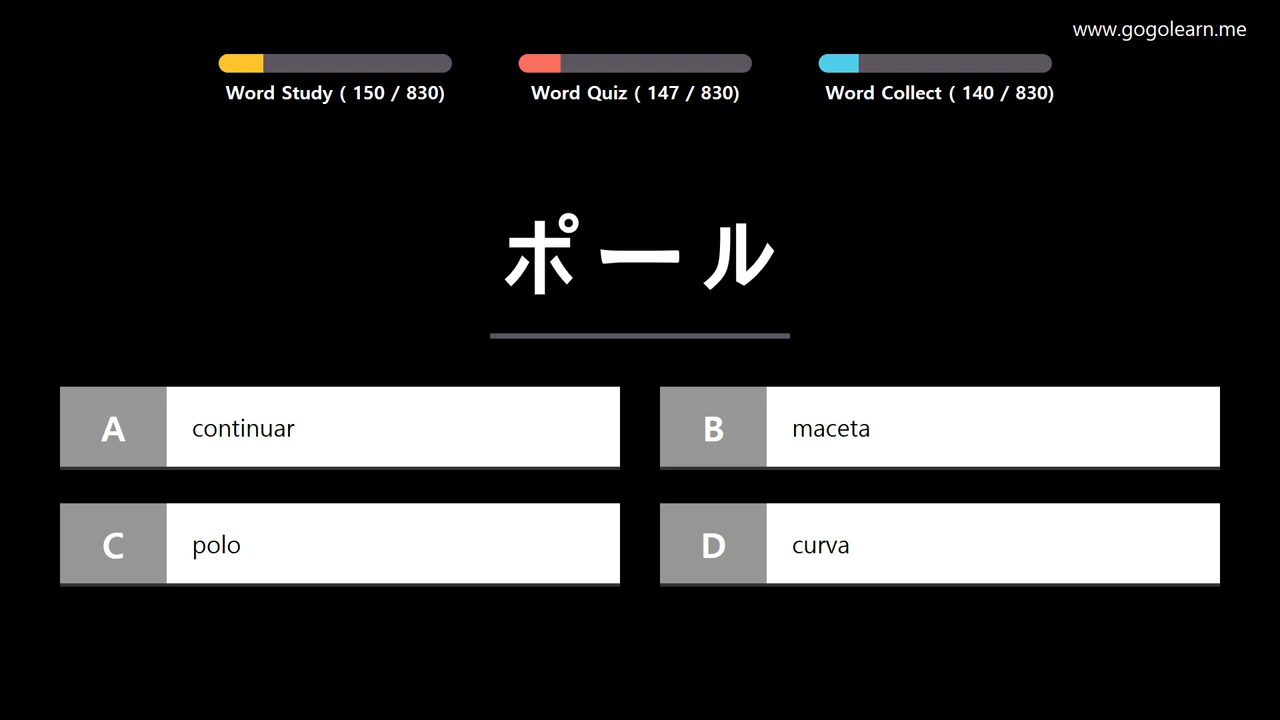 www.gogolearn.me
Word Study ( 150 / 830)
Word Quiz ( 147 / 830)
Word Collect ( 140 / 830)
ポール
A continuar
B maceta
C polo
D curva